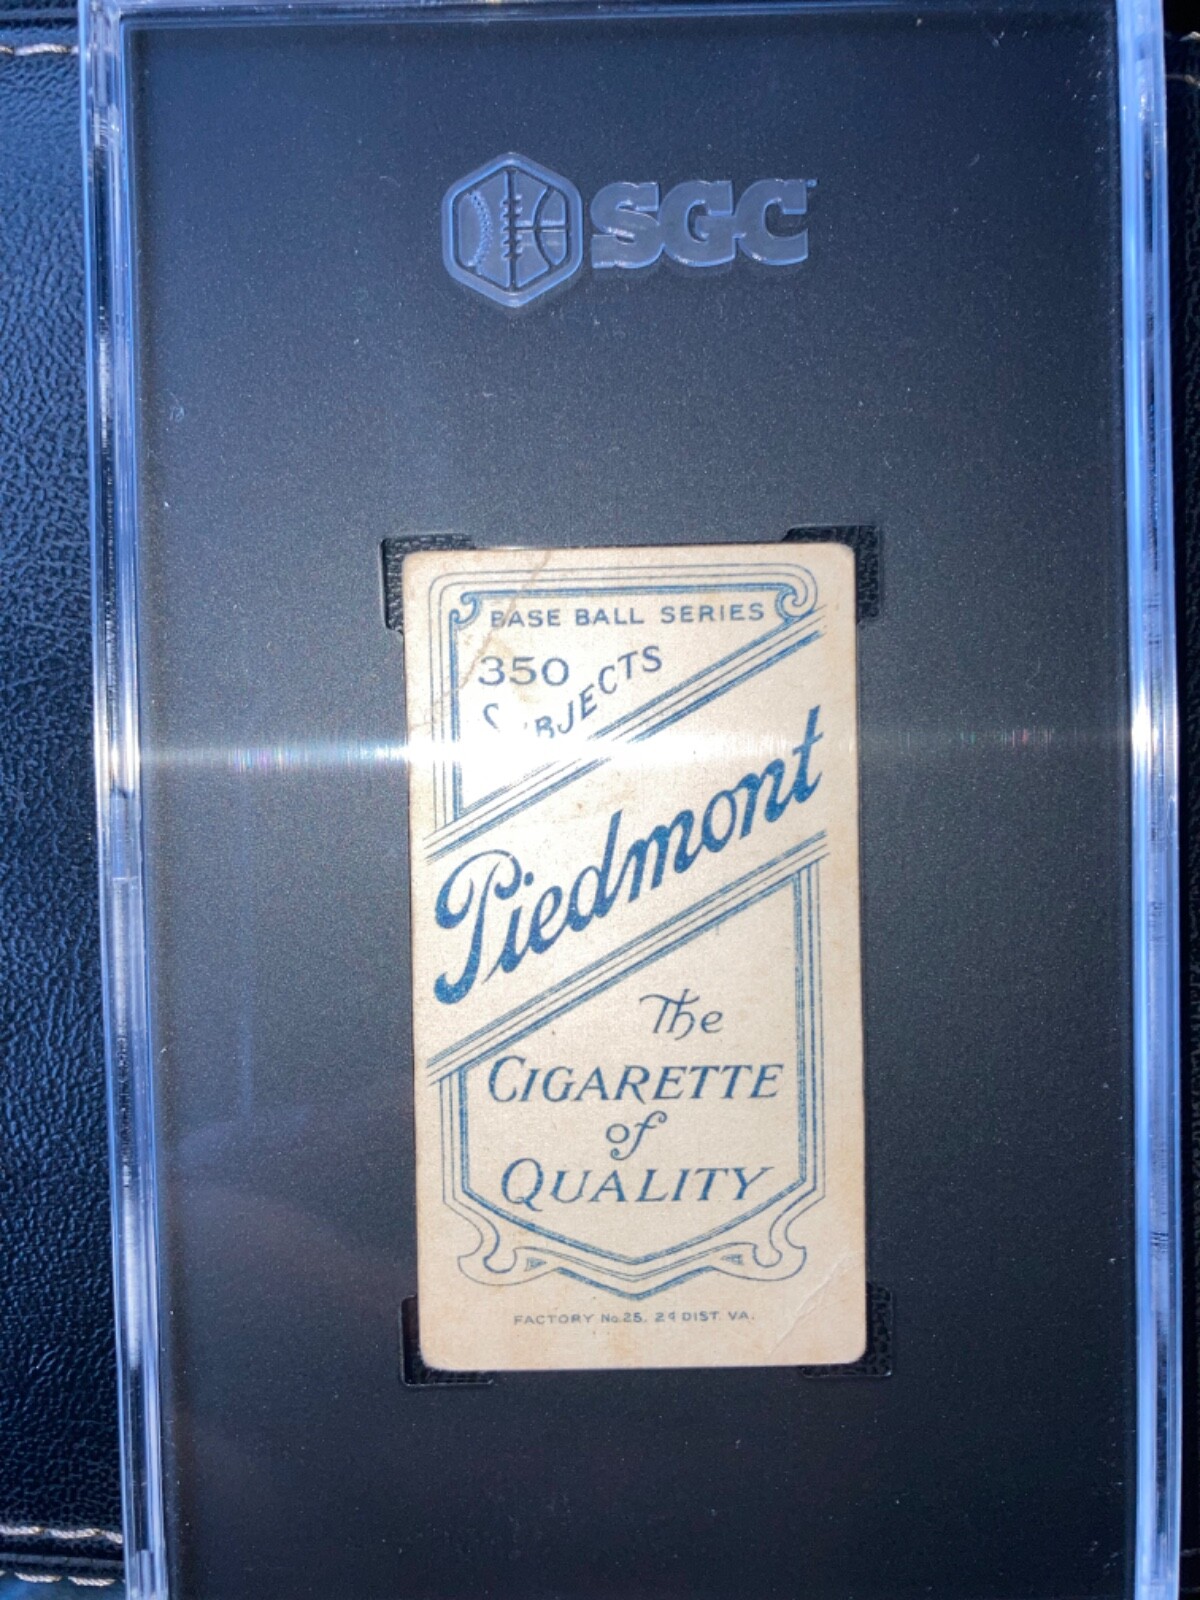 SGC
BASE BALL SERIES
350
SUBJECTS
Piedmont
The
CIGARETTE
of
QUALITY
FACTORY No. 25, 2d DIST. VA.